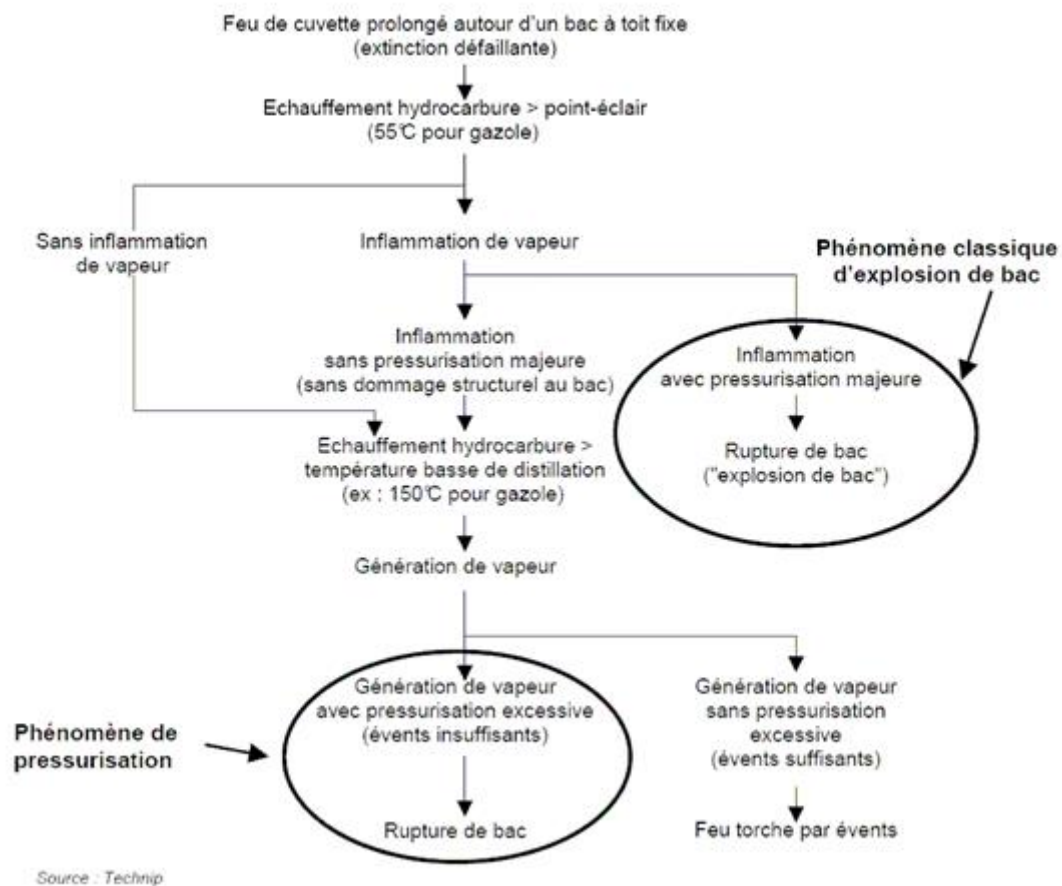 Feu de cuvette prolongé autour d'un bac à toit fixe
(extinction défaillante)
Echauffement hydrocarbure > point-éclair
(55°C pour gazole)
Sans inflammation
de vapeur
Inflammation de vapeur
Phénomène classique
d'explosion de bac
Inflammation
sans pressurisation majeure
(sans dommage structurel au bac)
Inflammation
avec pressurisation majeure
Echauffement hydrocarbure >
température basse de distillation
(ex : 150°C pour gazole)
Rupture de bac
("explosion de bac")
Génération de vapeur
Génération de vapeur
avec pressurisation excessive
(évents insuffisants)
Génération de vapeur
sans pressurisation
excessive
(évents suffisants)
Phénomène de
pressurisation
Rupture de bac
Feu torche par évents
Source : Technip